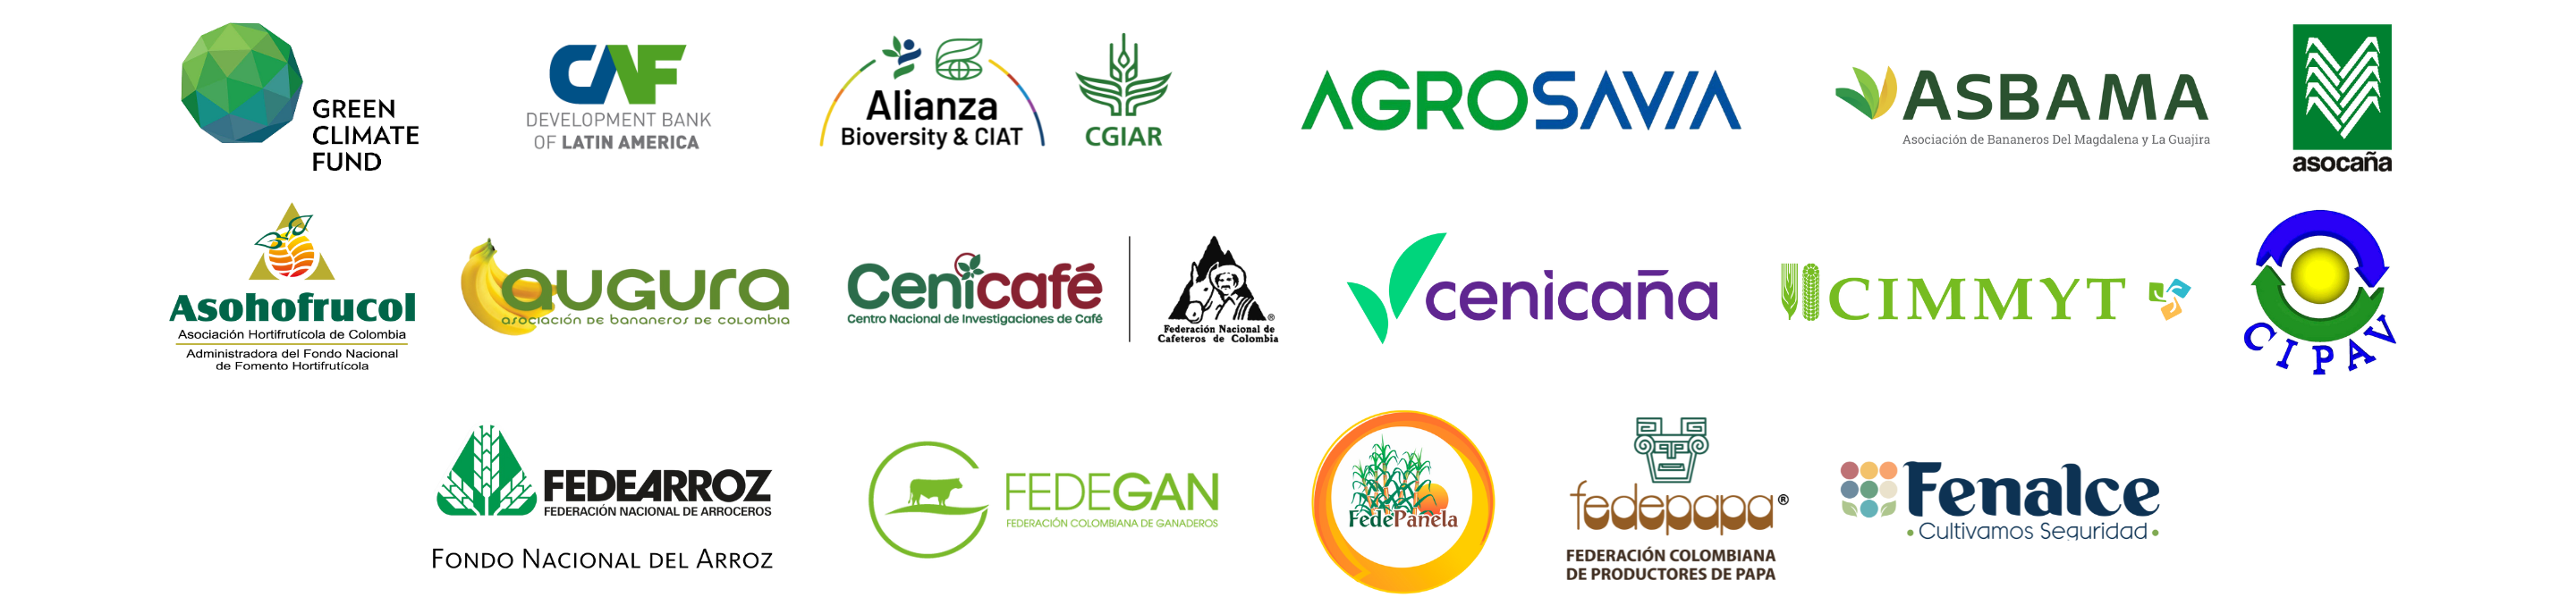 GREEN
CLIMATE
FUND
CAF
DEVELOPMENT BANK
OF LATIN AMERICA
Alianza
Bioversity & CIAT
CGIAR
AGROSAVIA
ASBAMA
Asociación de Bananeros Del Magdalena y La Guajira
asocaña
Asohofrucol
Asociación Hortifrutícola de Colombia
Administradora del Fondo Nacional
de Fomento Hortifrutícola
augura
asociación de bananeros de colombia
Cenicafé
Centro Nacional de Investigaciones de Café
®
Federación Nacional de
Cafeteros de Colombia
cenicaña
CIMMYT
CIPAV
FEDEARROZ
FEDERACIÓN NACIONAL DE ARROCEROS
FONDO NACIONAL DEL ARROZ
FEDEGAN
FEDERACIÓN COLOMBIANA DE GANADEROS
FedePanela
fedepapa®
FEDERACIÓN COLOMBIANA
DE PRODUCTORES DE PAPA
Fenalce
• Cultivamos Seguridad •